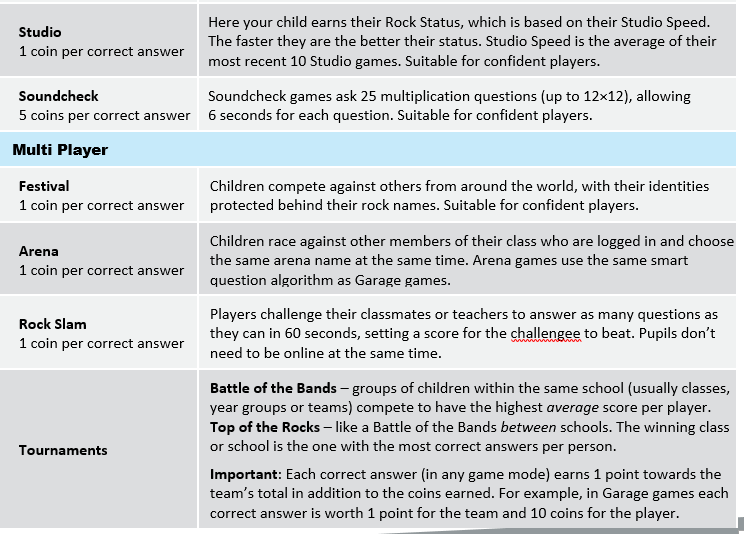 Studio
1 coin per correct answer
Here your child earns their Rock Status, which is based on their Studio Speed.
The faster they are the better their status. Studio Speed is the average of their
most recent 10 Studio games. Suitable for confident players.
Soundcheck
5 coins per correct answer
Soundcheck games ask 25 multiplication questions (up to 12×12), allowing
6 seconds for each question. Suitable for confident players.
Multi Player
Festival
1 coin per correct answer
Children compete against others from around the world, with their identities
protected behind their rock names. Suitable for confident players.
Arena
1 coin per correct answer
Children race against other members of their class who are logged in and choose
the same arena name at the same time. Arena games use the same smart
question algorithm as Garage games.
Rock Slam
1 coin per correct answer
Players challenge their classmates or teachers to answer as many questions as
they can in 60 seconds, setting a score for the challengee to beat. Pupils don’t
need to be online at the same time.
Tournaments
Battle of the Bands – groups of children within the same school (usually classes,
year groups or teams) compete to have the highest average score per player.
Top of the Rocks – like a Battle of the Bands between schools. The winning class
or school is the one with the most correct answers per person.
Important: Each correct answer (in any game mode) earns 1 point towards the
team’s total in addition to the coins earned. For example, in Garage games each
correct answer is worth 1 point for the team and 10 coins for the player.